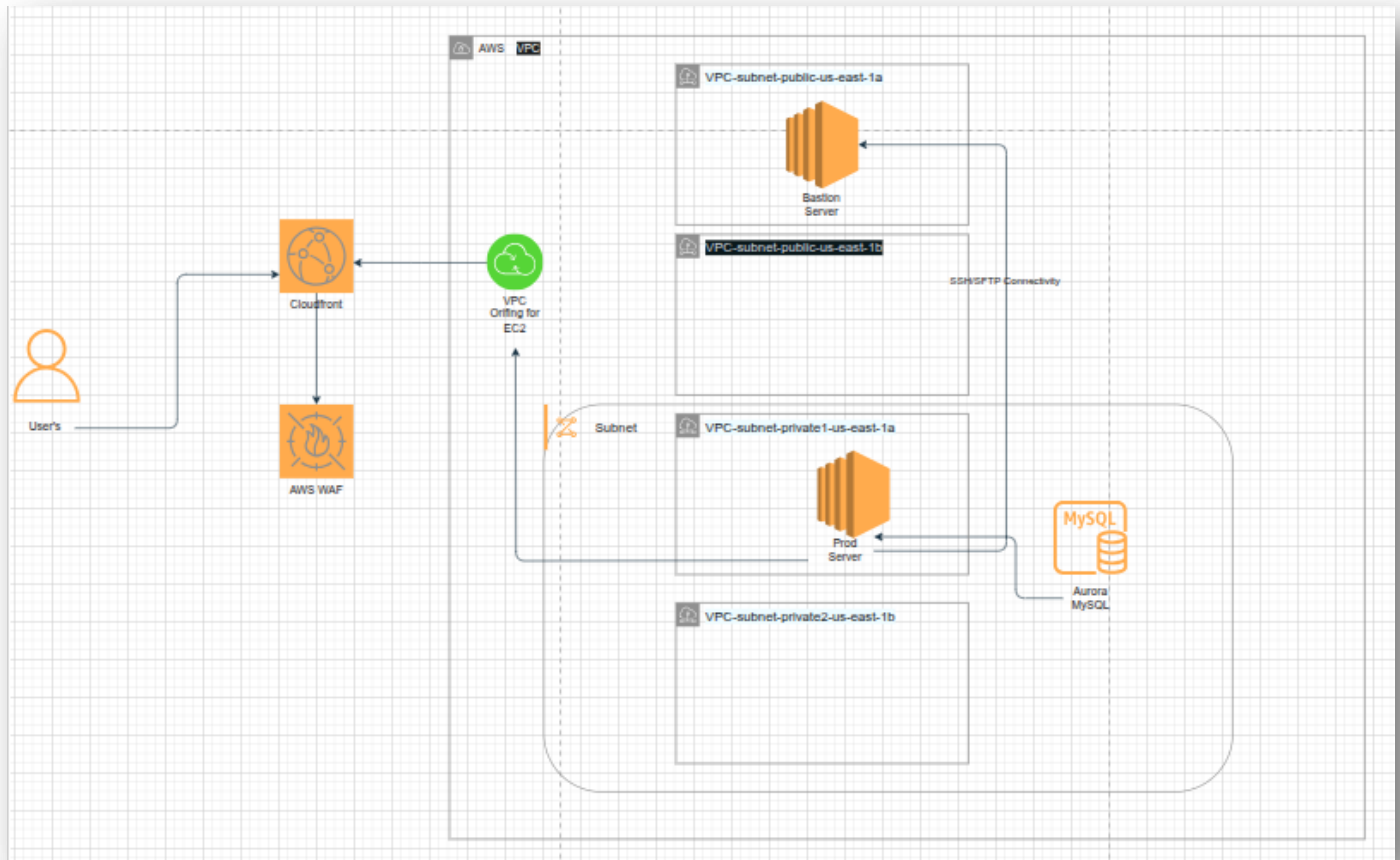 AWS VPC
VPC-subnet-public-us-east-1a
Bastion
Server
VPC-subnet-public-us-east-1b
SSH/SFTP Connectivity
Cloudfront
VPC
Orifing for
EC2
User's
AWS WAF
Subnet
VPC-subnet-private1-us-east-1a
Prod
Server
MySQL
Aurora
MySQL
VPC-subnet-private2-us-east-1b